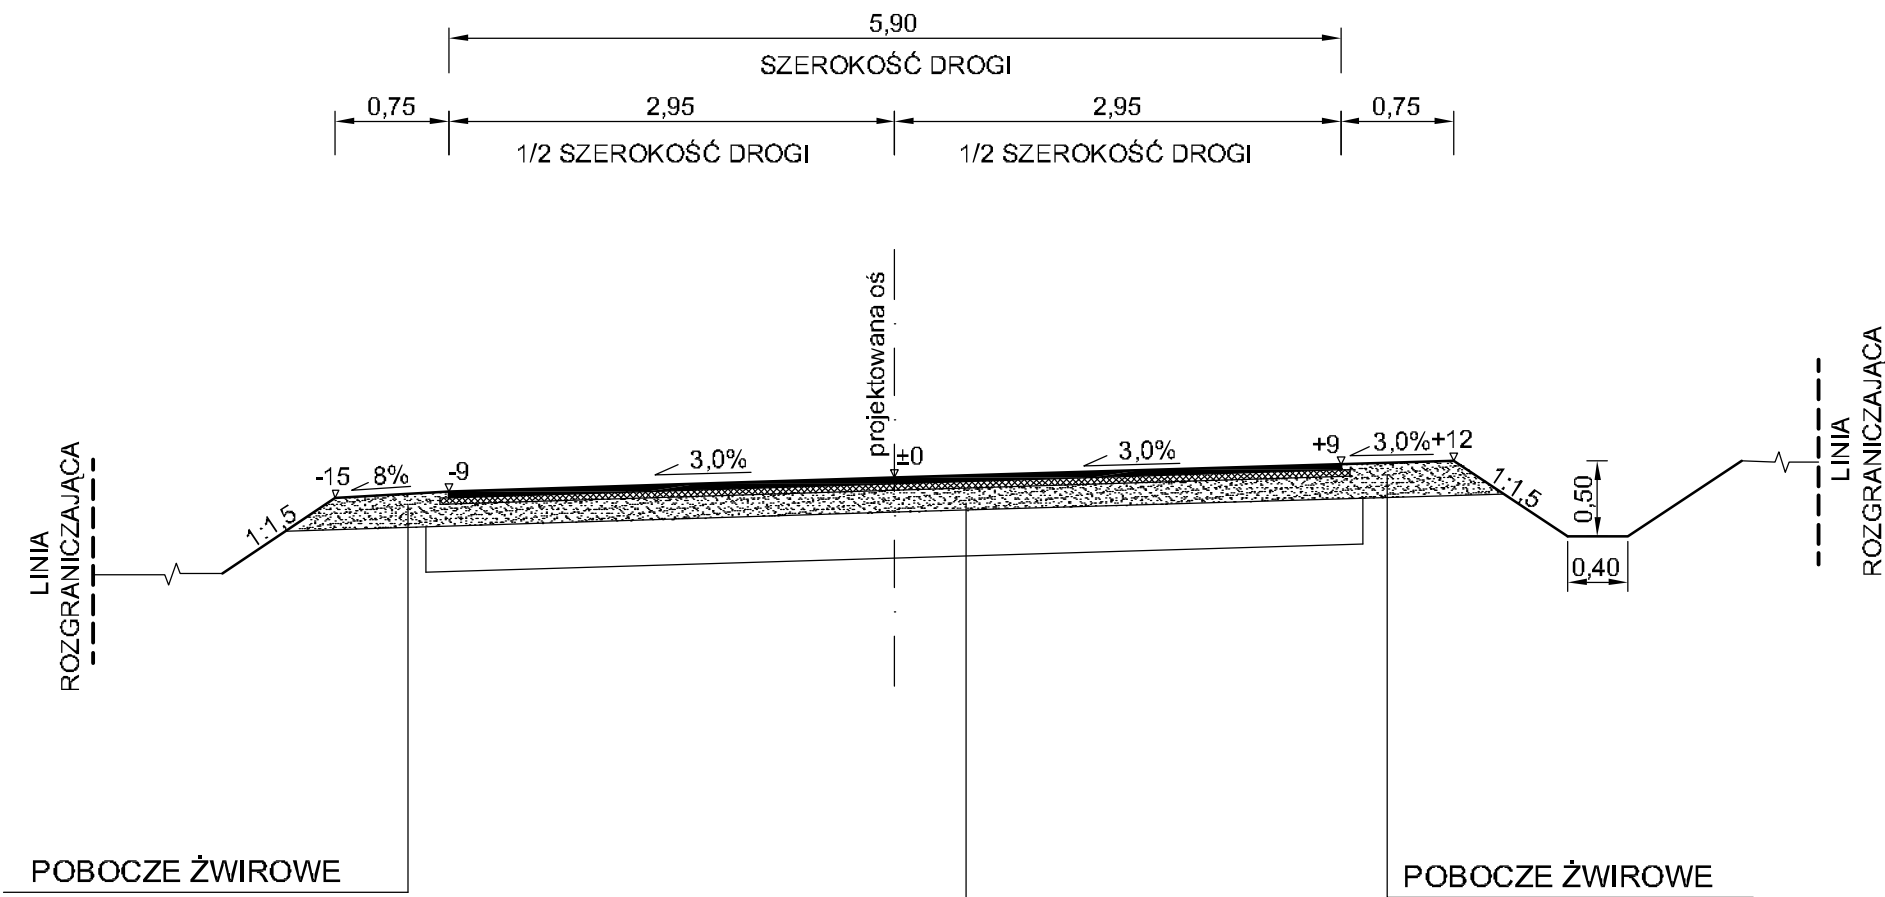 5,90
SZEROKOŚĆ DROGI
0,75 2,95 2,95 0,75
1/2 SZEROKOŚĆ DROGI 1/2 SZEROKOŚĆ DROGI
projektowana oś
LINIA
ROZGRANICZAJĄCA
-15 8% -9 3,0% ±0 3,0% +9 3,0% +12
1:1,5
1:1,5
0,50
0,40
LINIA
ROZGRANICZAJĄCA
POBOCZE ŻWIROWE
POBOCZE ŻWIROWE